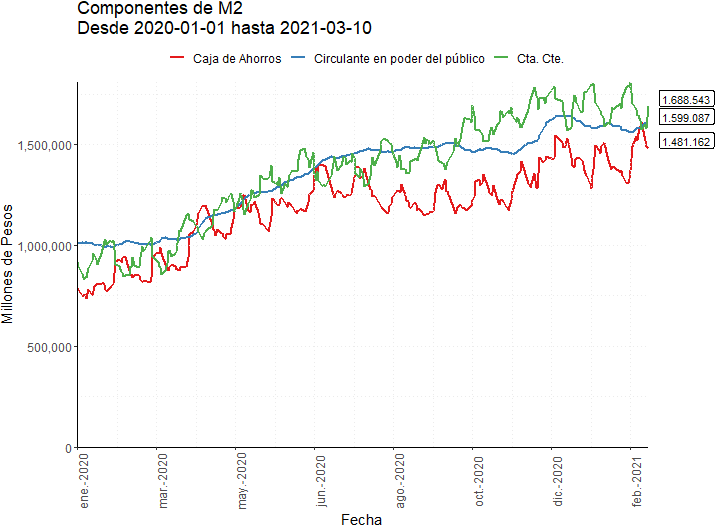 Componentes de M2
Desde 2020-01-01 hasta 2021-03-10
Caja de Ahorros Circulante en poder del público Cta. Cte.
Millones de Pesos
1,500,000
1,000,000
500,000
0
1.688.543
1.599.087
1.481.162
ene.-2020 mar.-2020 may.-2020 jun.-2020 ago.-2020 oct.-2020 dic.-2020 feb.-2021
Fecha